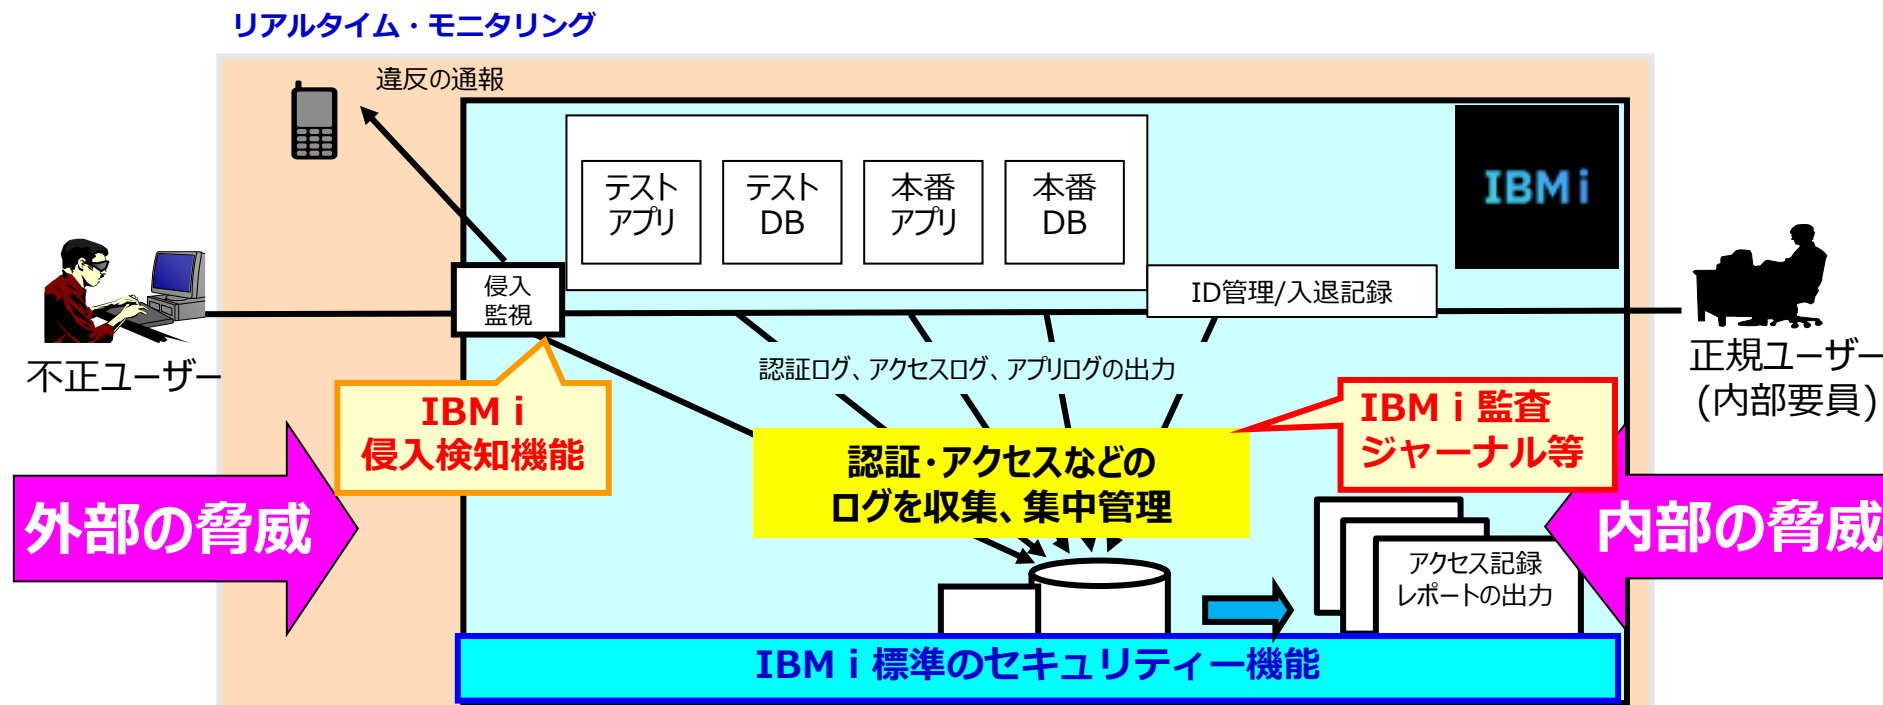 リアルタイム・モニタリング
違反の通報
テスト
アプリ
テスト
DB
本番
アプリ
本番
DB
IBM i
侵入
監視
ID管理/入退記録
不正ユーザー
正規ユーザー
(内部要員)
認証ログ、アクセスログ、アプリログの出力
IBM i
侵入検知機能
IBM i 監査
ジャーナル等
認証・アクセスなどの
ログを収集、集中管理
外部の脅威
内部の脅威
アクセス記録
レポートの出力
IBM i 標準のセキュリティー機能